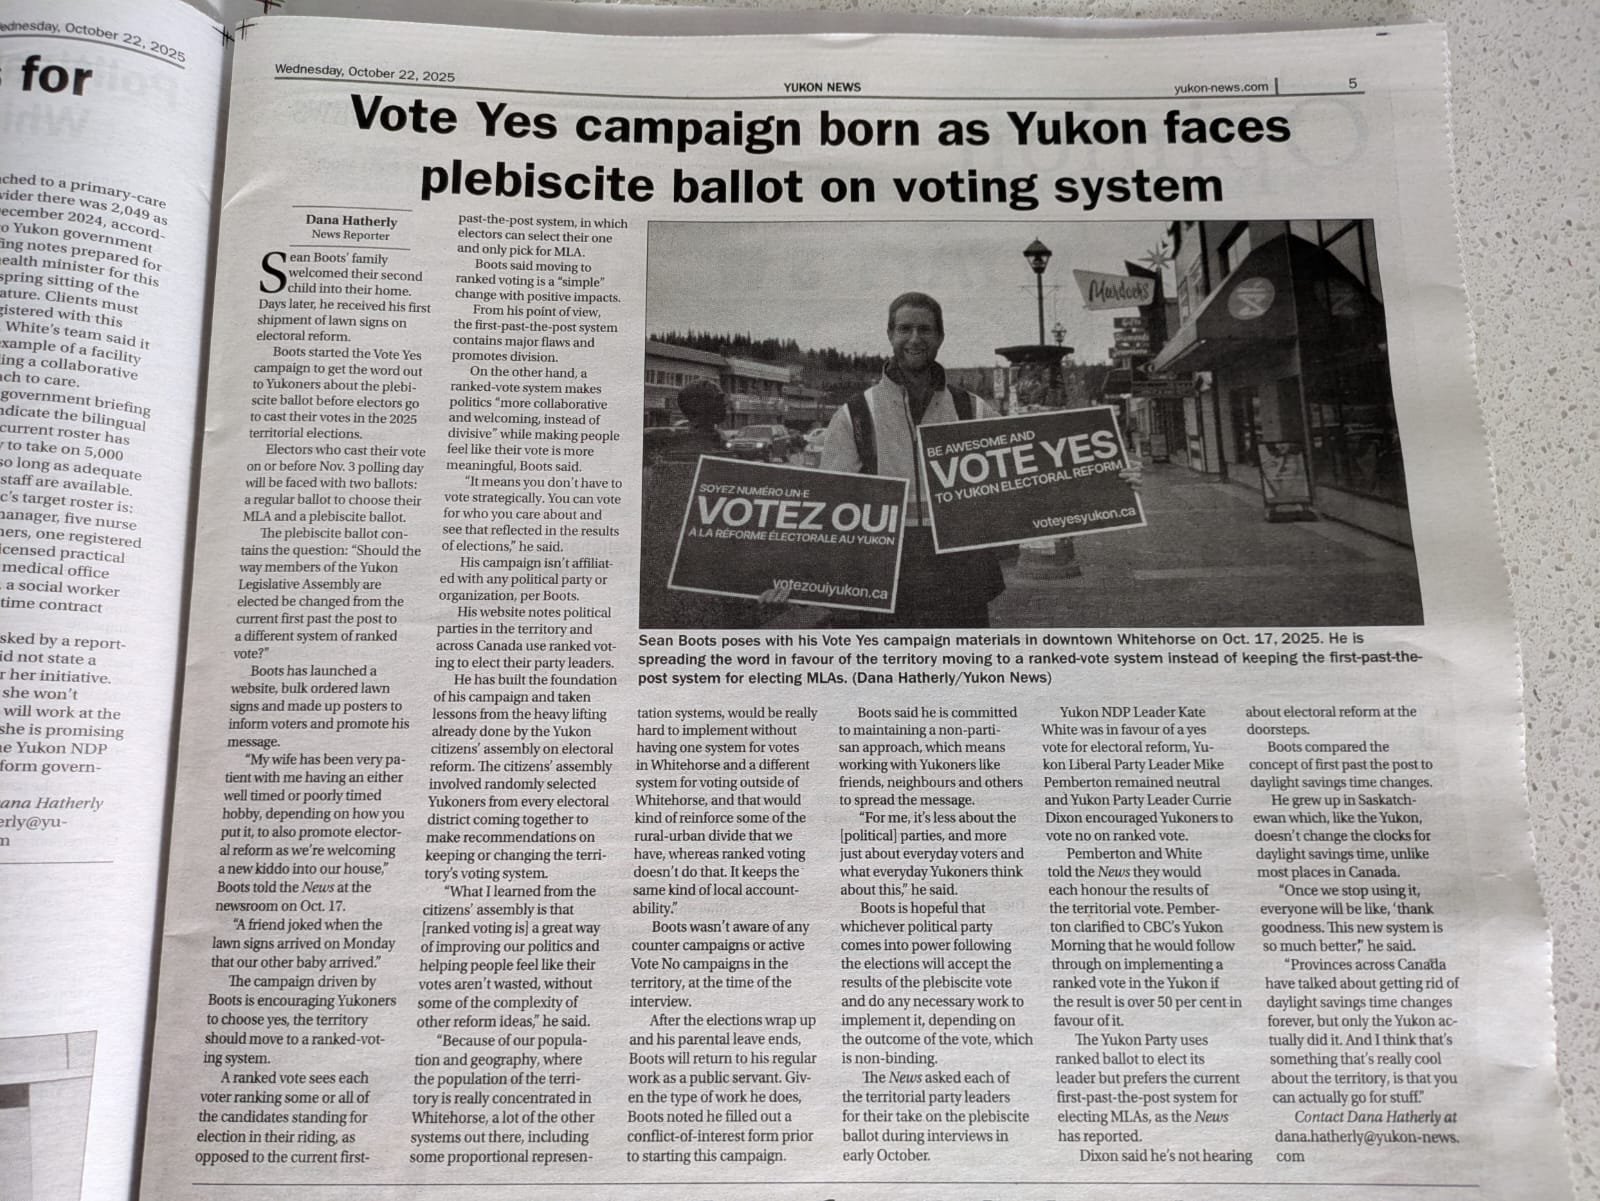 ednesday, October 22, 2025
for
ched to a primary-care
vider there was 2,049 as
ecember 2024, accord-
o Yukon government
fing notes prepared for
ealth minister for this
spring sitting of the
ature. Clients must
gistered with this
White's team said it
xample of a facility
ling a collaborative
ach to care.
government briefing
ndicate the bilingual
current roster has
y to take on 5,000
so long as adequate
staff are available.
c's target roster is:
nanager, five nurse
ners, one registered
icensed practical
medical office
, a social worker
time contract
sked by a report-
id not state a
r her initiative.
she won't
will work at the
she is promising
e Yukon NDP
form govern-
ana Hatherly
erly@yu-
m
Wednesday, October 22, 2025
YUKON NEWS
yukon-news.com
5
Vote Yes campaign born as Yukon faces
plebiscite ballot on voting system
Dana Hatherly
News Reporter
Sean Boots' family
welcomed their second
child into their home.
Days later, he received his first
shipment of lawn signs on
electoral reform.
Boots started the Vote Yes
campaign to get the word out
to Yukoners about the plebi-
scite ballot before electors go
to cast their votes in the 2025
territorial elections.
Electors who cast their vote
on or before Nov. 3 polling day
will be faced with two ballots:
a regular ballot to choose their
MLA and a plebiscite ballot.
The plebiscite ballot con-
tains the question: “Should the
way members of the Yukon
Legislative Assembly are
elected be changed from the
current first past the post to
a different system of ranked
vote?”
Boots has launched a
website, bulk ordered lawn
signs and made up posters to
inform voters and promote his
message.
“My wife has been very pa-
tient with me having an either
well timed or poorly timed
hobby, depending on how you
put it, to also promote elector-
al reform as we're welcoming
a new kiddo into our house,”
Boots told the News at the
newsroom on Oct. 17.
“A friend joked when the
lawn signs arrived on Monday
that our other baby arrived.”
The campaign driven by
Boots is encouraging Yukoners
to choose yes, the territory
should move to a ranked-vot-
ing system.
A ranked vote sees each
voter ranking some or all of
the candidates standing for
election in their riding, as
opposed to the current first-
past-the-post system, in which
electors can select their one
and only pick for MLA.
Boots said moving to
ranked voting is a “simple”
change with positive impacts.
From his point of view,
the first-past-the-post system
contains major flaws and
promotes division.
On the other hand, a
ranked-vote system makes
politics “more collaborative
and welcoming, instead of
divisive” while making people
feel like their vote is more
meaningful, Boots said.
“It means you don't have to
vote strategically. You can vote
for who you care about and
see that reflected in the results
of elections,” he said.
His campaign isn't affiliat-
ed with any political party or
organization, per Boots.
His website notes political
parties in the territory and
across Canada use ranked vot-
ing to elect their party leaders.
He has built the foundation
of his campaign and taken
lessons from the heavy lifting
already done by the Yukon
citizens' assembly on electoral
reform. The citizens' assembly
involved randomly selected
Yukoners from every electoral
district coming together to
make recommendations on
keeping or changing the terri-
tory's voting system.
“What I learned from the
citizens' assembly is that
[ranked voting is] a great way
of improving our politics and
helping people feel like their
votes aren't wasted, without
some of the complexity of
other reform ideas,” he said.
“Because of our popula-
tion and geography, where
the population of the terri-
tory is really concentrated in
Whitehorse, a lot of the other
systems out there, including
some proportional represen-
Murdoch's
SOYEZ NUMÉRO UN·E
VOTEZ OUI
À LA RÉFORME ÉLECTORALE AU YUKON
votezouiyukon.ca
BE AWESOME AND
VOTE YES
TO YUKON ELECTORAL REFORM
voteyesyukon.ca
Sean Boots poses with his Vote Yes campaign materials in downtown Whitehorse on Oct. 17, 2025. He is
spreading the word in favour of the territory moving to a ranked-vote system instead of keeping the first-past-the-
post system for electing MLAs. (Dana Hatherly/Yukon News)
tation systems, would be really
hard to implement without
having one system for votes
in Whitehorse and a different
system for voting outside of
Whitehorse, and that would
kind of reinforce some of the
rural-urban divide that we
have, whereas ranked voting
doesn't do that. It keeps the
same kind of local account-
ability.”
Boots wasn't aware of any
counter campaigns or active
Vote No campaigns in the
territory, at the time of the
interview.
After the elections wrap up
and his parental leave ends,
Boots will return to his regular
work as a public servant. Giv-
en the type of work he does,
Boots noted he filled out a
conflict-of-interest form prior
to starting this campaign.
Boots said he is committed
to maintaining a non-parti-
san approach, which means
working with Yukoners like
friends, neighbours and others
to spread the message.
“For me, it's less about the
[political] parties, and more
just about everyday voters and
what everyday Yukoners think
about this,” he said.
Boots is hopeful that
whichever political party
comes into power following
the elections will accept the
results of the plebiscite vote
and do any necessary work to
implement it, depending on
the outcome of the vote, which
is non-binding.
The News asked each of
the territorial party leaders
for their take on the plebiscite
ballot during interviews in
early October.
Yukon NDP Leader Kate
White was in favour of a yes
vote for electoral reform, Yu-
kon Liberal Party Leader Mike
Pemberton remained neutral
and Yukon Party Leader Currie
Dixon encouraged Yukoners to
vote no on ranked vote.
Pemberton and White
told the News they would
each honour the results of
the territorial vote. Pember-
ton clarified to CBC's Yukon
Morning that he would follow
through on implementing a
ranked vote in the Yukon if
the result is over 50 per cent in
favour of it.
The Yukon Party uses
ranked ballot to elect its
leader but prefers the current
first-past-the-post system for
electing MLAs, as the News
has reported.
Dixon said he's not hearing
about electoral reform at the
doorsteps.
Boots compared the
concept of first past the post to
daylight savings time changes.
He grew up in Saskatch-
ewan which, like the Yukon,
doesn't change the clocks for
daylight savings time, unlike
most places in Canada.
“Once we stop using it,
everyone will be like, ‘thank
goodness. This new system is
so much better,” he said.
“Provinces across Canada
have talked about getting rid of
daylight savings time changes
forever, but only the Yukon ac-
tually did it. And I think that's
something that's really cool
about the territory, is that you
can actually go for stuff.”
Contact Dana Hatherly at
dana.hatherly@yukon-news.
com